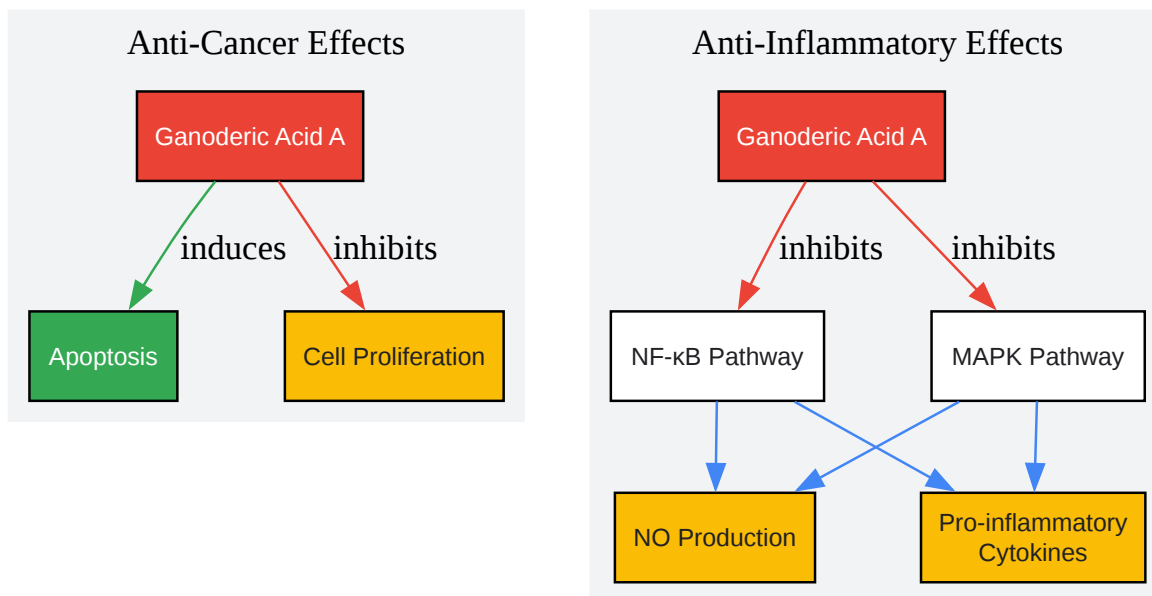 Anti-Cancer Effects
Ganoderic Acid A
induces
inhibits
Apoptosis
Cell Proliferation
Anti-Inflammatory Effects
Ganoderic Acid A
inhibits
inhibits
NF-κB Pathway
MAPK Pathway
NO Production
Pro-inflammatory
Cytokines